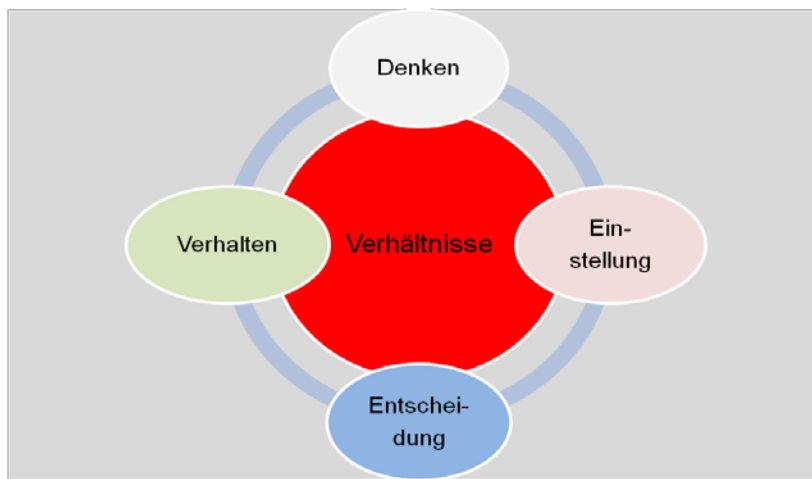 Denken
Verhalten
Verhältnisse
Ein-
stellung
Entschei-
dung